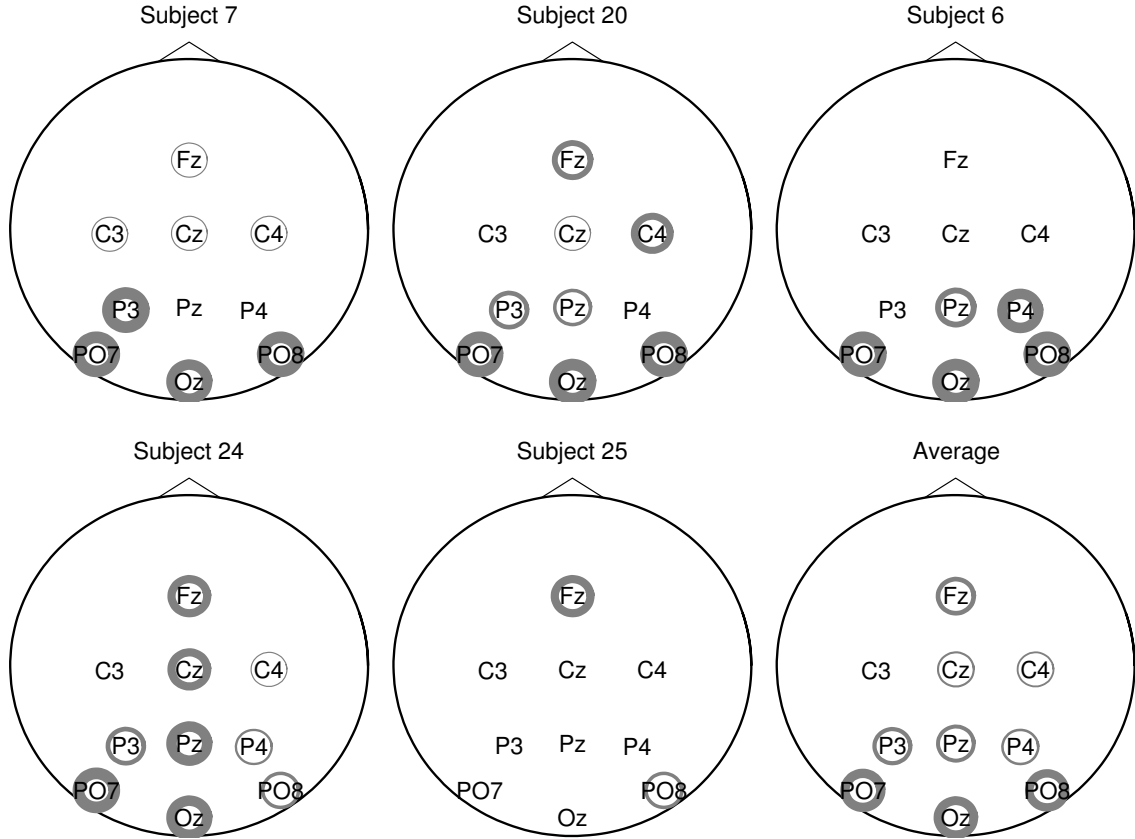 Subject 7
Fz
C3 Cz C4
P3 Pz P4
PO7 PO8
Oz
Subject 20
Fz
C3 Cz C4
P3 Pz P4
PO7 PO8
Oz
Subject 6
Fz
C3 Cz C4
P3 Pz P4
PO7 PO8
Oz
Subject 24
Fz
C3 Cz C4
P3 Pz P4
PO7 PO8
Oz
Subject 25
Fz
C3 Cz C4
P3 Pz P4
PO7 PO8
Oz
Average
Fz
C3 Cz C4
P3 Pz P4
PO7 PO8
Oz